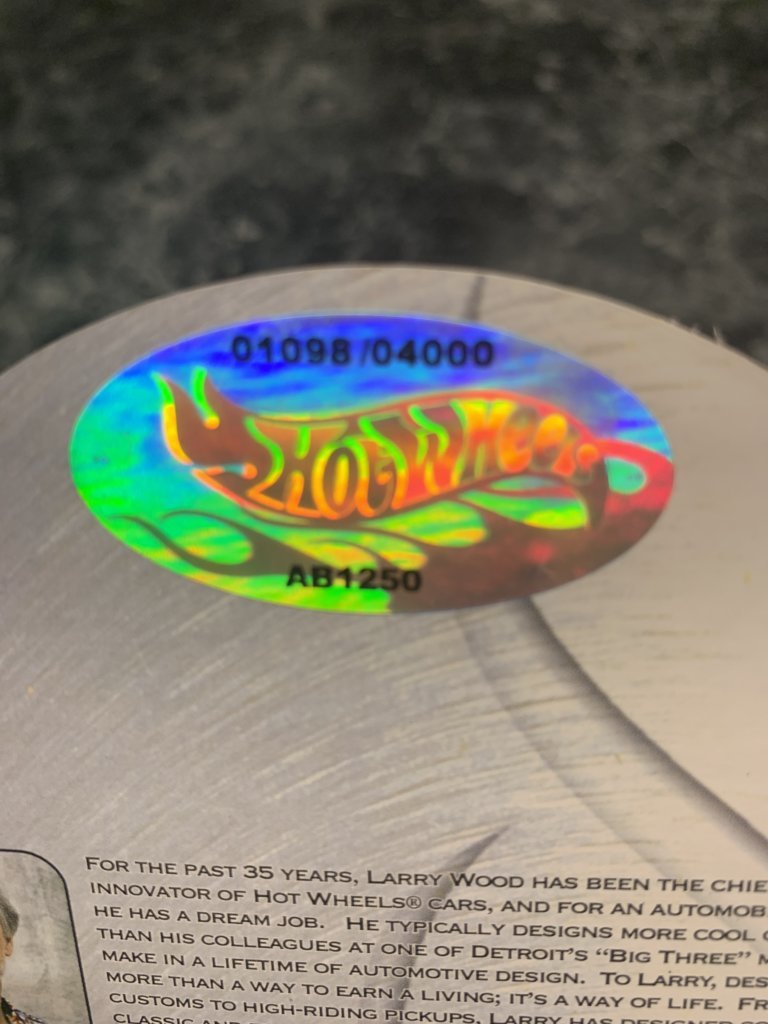 01098/04000
HOT WHEELS
AB1250
FOR THE PAST 35 YEARS, LARRY WOOD HAS BEEN THE CHIE
INNOVATOR OF HOT WHEELS® CARS, AND FOR AN AUTOMOB
HE HAS A DREAM JOB. HE TYPICALLY DESIGNS MORE COOL
THAN HIS COLLEAGUES AT ONE OF DETROIT'S “BIG THREE”
MAKE IN A LIFETIME OF AUTOMOTIVE DESIGN. TO LARRY, DES
MORE THAN A WAY TO EARN A LIVING; IT'S A WAY OF LIFE. FR
CUSTOMS TO HIGH-RIDING PICKUPS, LARRY HAS
CLASSIC